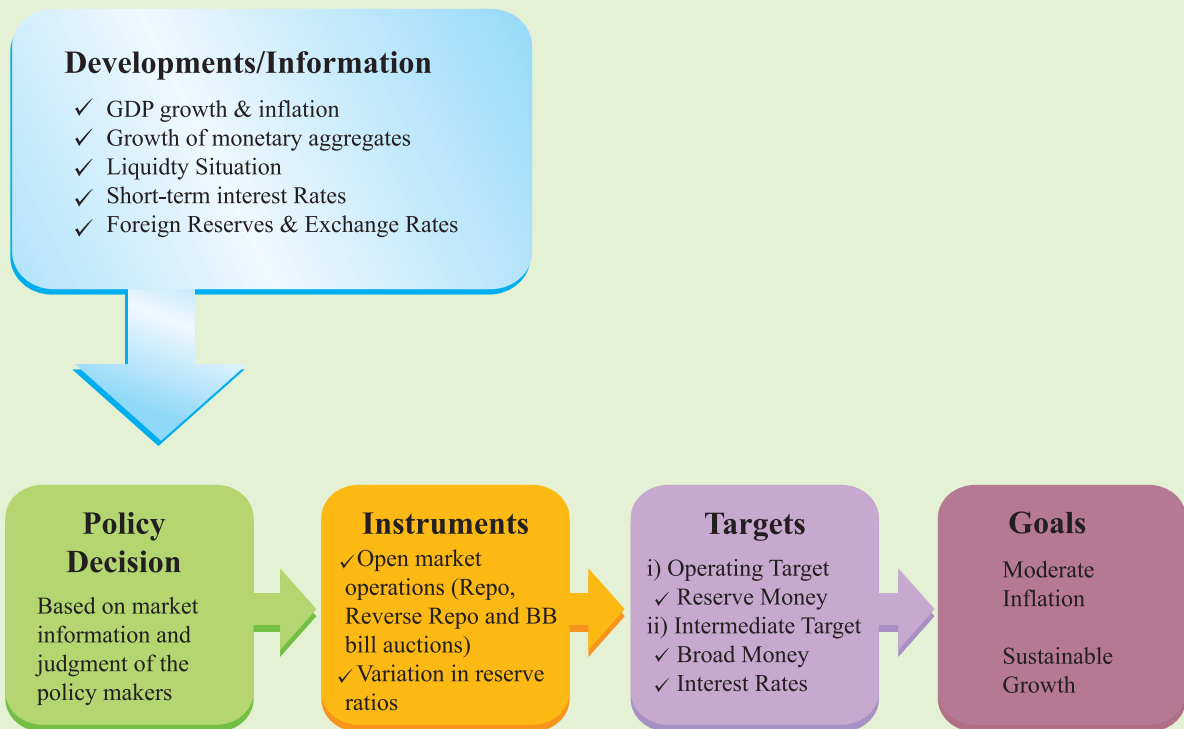 Developments/Information
✓ GDP growth & inflation
✓ Growth of monetary aggregates
✓ Liquidty Situation
✓ Short-term interest Rates
✓ Foreign Reserves & Exchange Rates
Policy
Decision
Based on market
information and
judgment of the
policy makers
Instruments
✓ Open market
operations (Repo,
Reverse Repo and BB
bill auctions)
✓ Variation in reserve
ratios
Targets
i) Operating Target
✓ Reserve Money
ii) Intermediate Target
✓ Broad Money
✓ Interest Rates
Goals
Moderate
Inflation
Sustainable
Growth